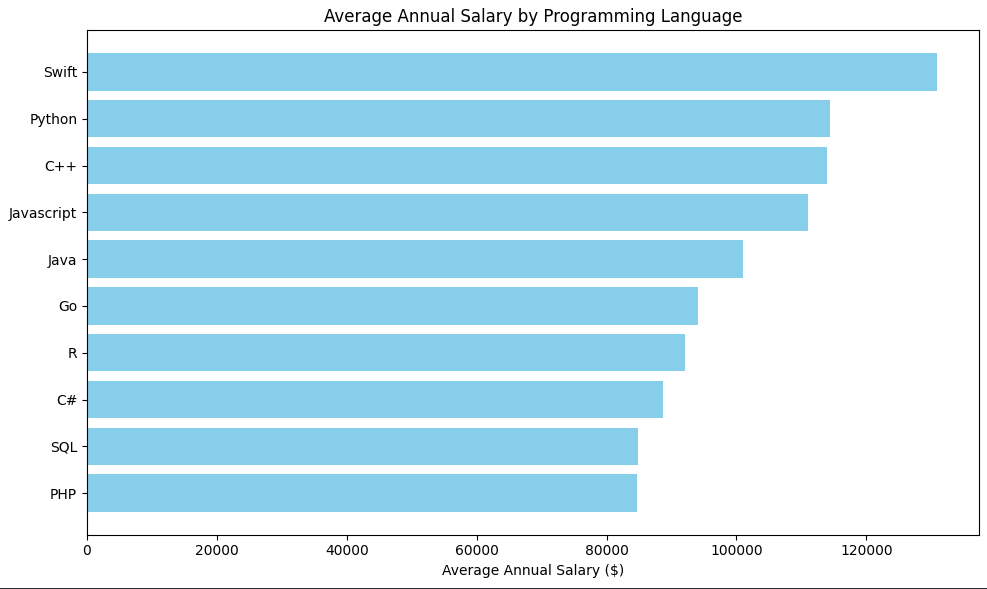 Average Annual Salary by Programming Language
Swift
Python
C++
Javascript
Java
Go
R
C#
SQL
PHP
0 20000 40000 60000 80000 100000 120000
Average Annual Salary ($)